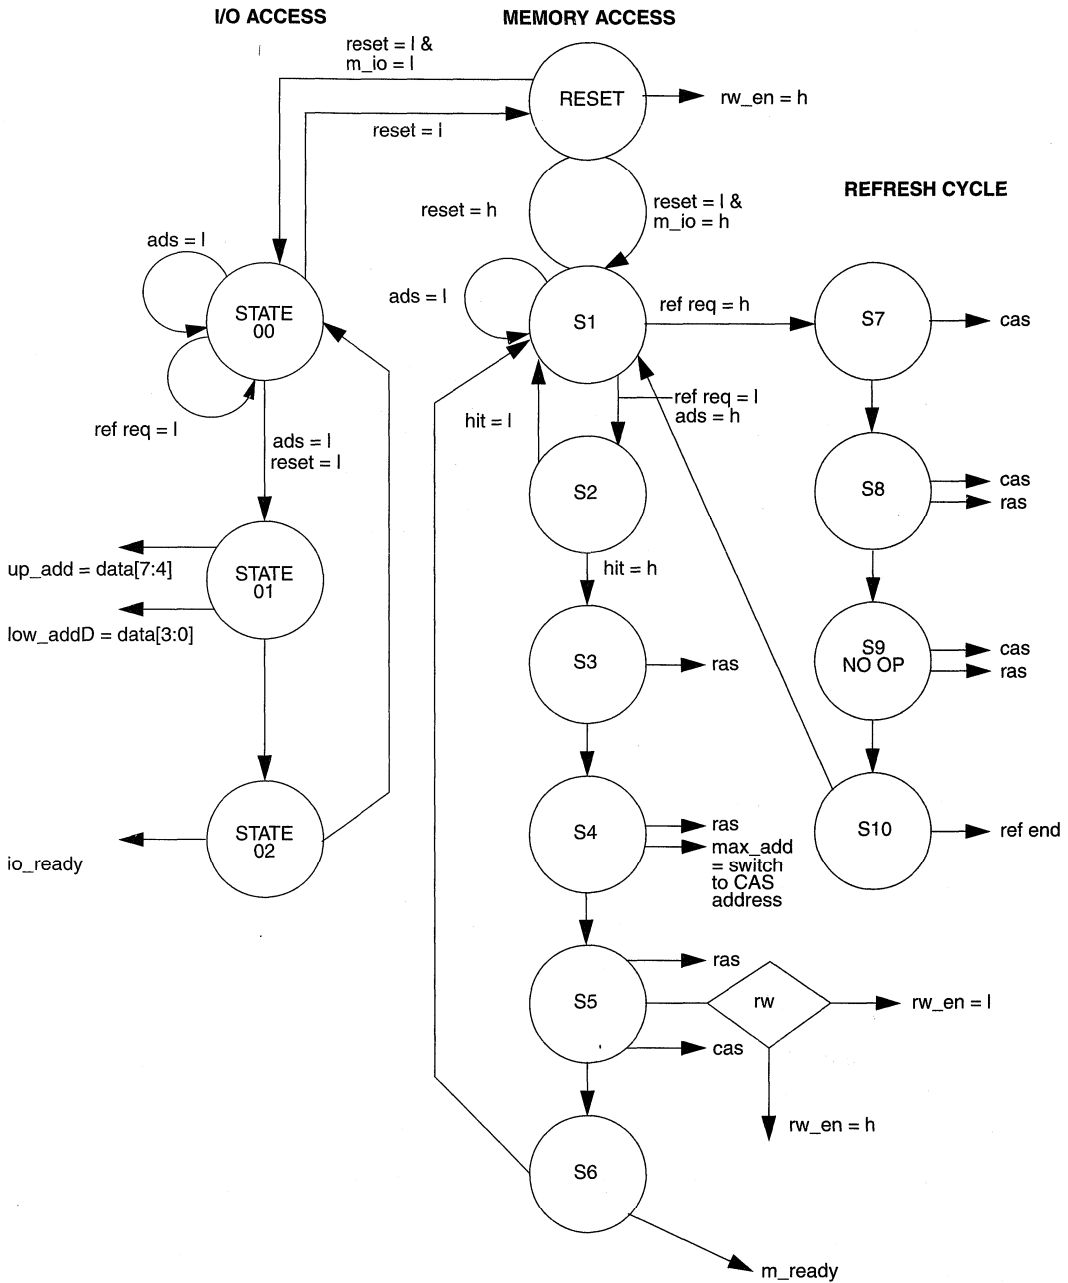 I/O ACCESS
MEMORY ACCESS
reset = l &
m_io = l
RESET
rw_en = h
reset = l
REFRESH CYCLE
reset = h
reset = l &
m_io = h
ads = l
ads = l
STATE
00
S1
ref req = h
S7
cas
ref req = l
hit = l
ref req = l
ads = h
ads = l
reset = l
S2
S8
cas
ras
up_add = data[7:4]
STATE
01
hit = h
low_addD = data[3:0]
S3
ras
S9
NO OP
cas
ras
STATE
02
io_ready
S4
ras
max_add
= switch
to CAS
address
S10
ref end
S5
ras
rw
rw_en = l
cas
rw_en = h
S6
m_ready